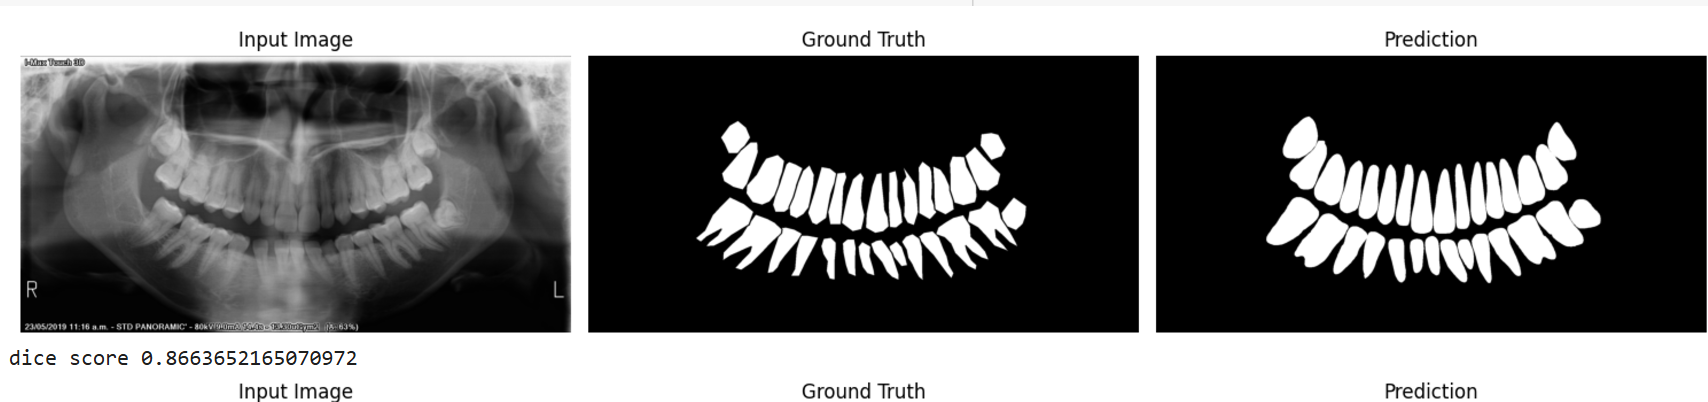 Input Image
Ground Truth
Prediction
I-Max Touch 3D
R
L
23/05/2019 11:16 a.m. - STD PANORAMIC' - 80kV
dice score 0.8663652165070972
Input Image
Ground Truth
Prediction